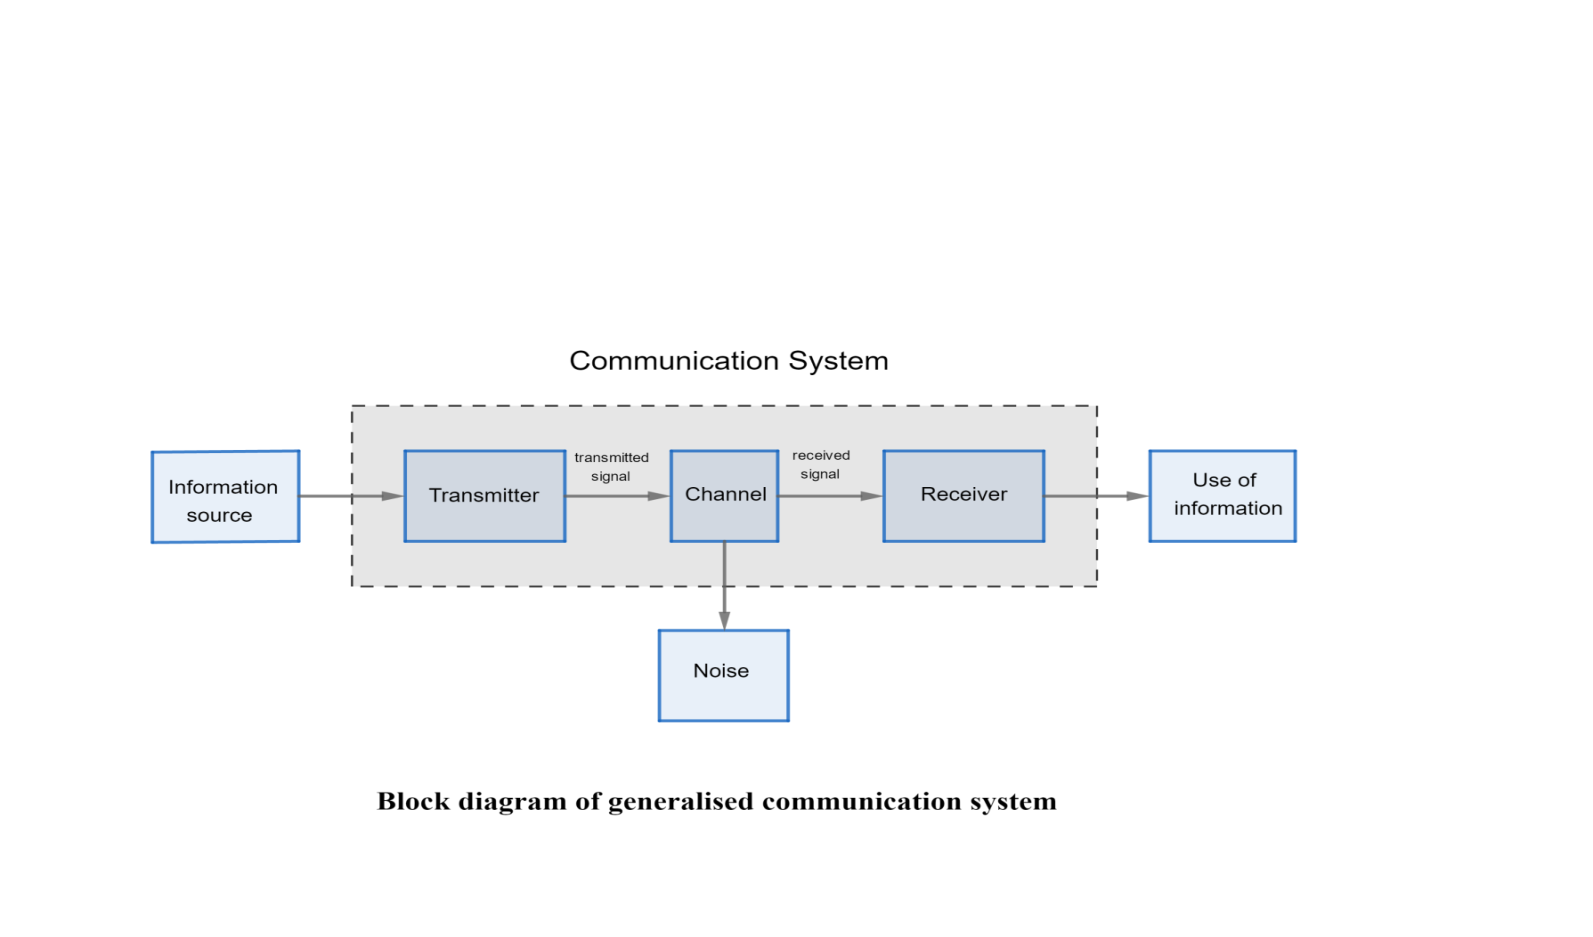 Communication System
Information
source
Transmitter
transmitted
signal
Channel
received
signal
Receiver
Use of
information
Noise
Block diagram of generalised communication system